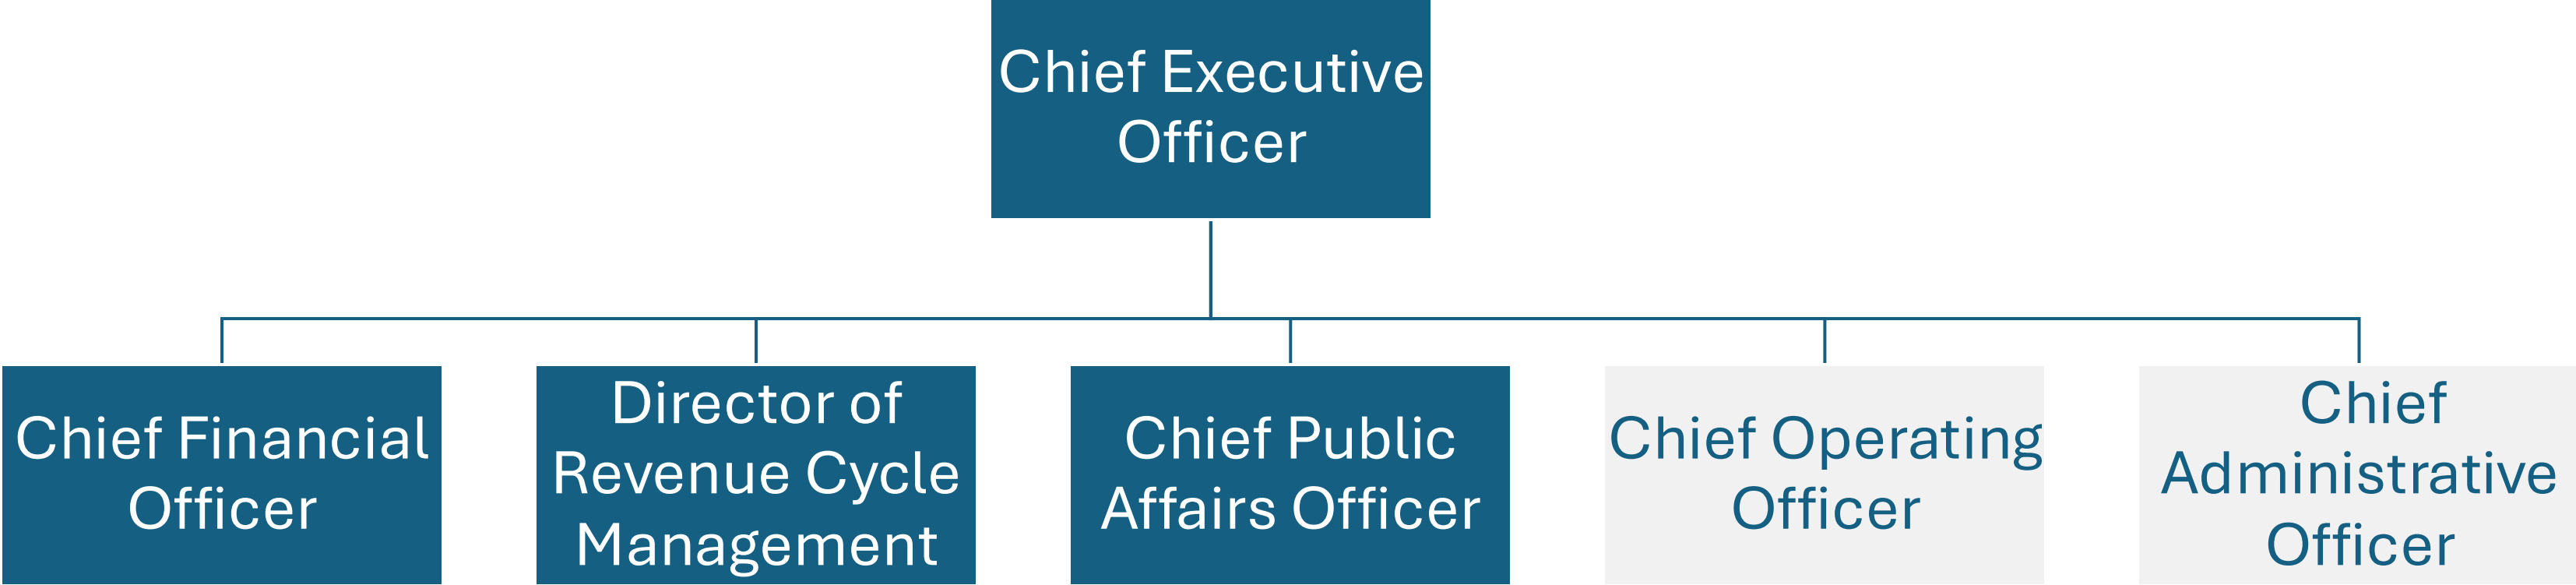 Chief Executive
Officer
Chief Financial
Officer
Director of
Revenue Cycle
Management
Chief Public
Affairs Officer
Chief Operating
Officer
Chief
Administrative
Officer